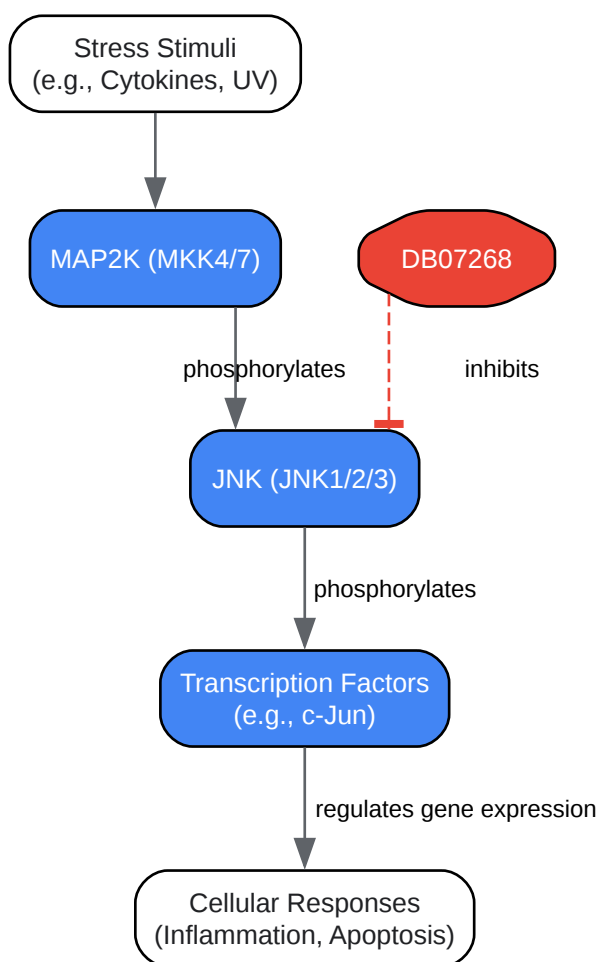 Stress Stimuli
(e.g., Cytokines, UV)
MAP2K (MKK4/7)
DB07268
phosphorylates
inhibits
JNK (JNK1/2/3)
phosphorylates
Transcription Factors
(e.g., c-Jun)
regulates gene expression
Cellular Responses
(Inflammation, Apoptosis)